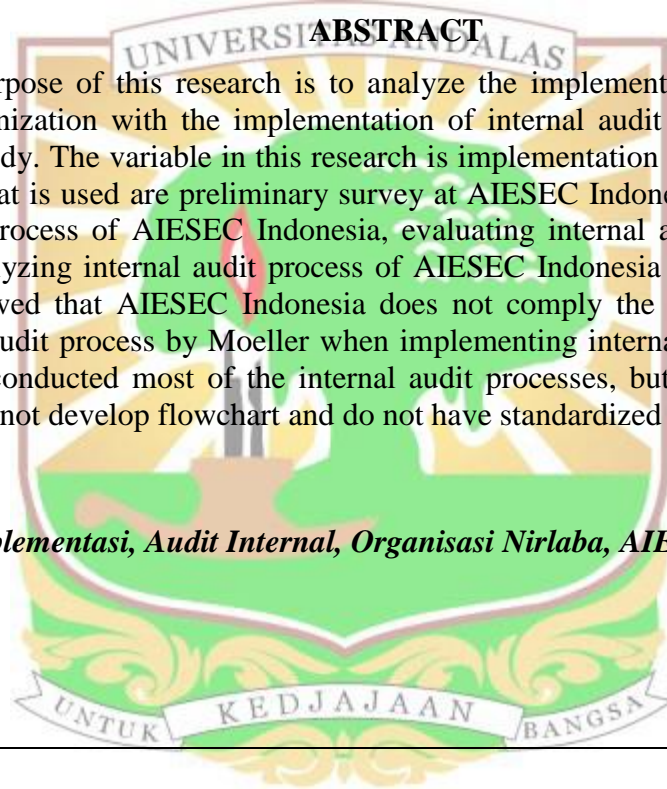 UNIVERSITAS ANDALAS
ABSTRACT
rpose of this research is to analyze the implement
nization with the implementation of internal audit
dy. The variable in this research is implementation
at is used are preliminary survey at AIESEC Indone
rocess of AIESEC Indonesia, evaluating internal a
lyzing internal audit process of AIESEC Indonesia
ved that AIESEC Indonesia does not comply the
udit process by Moeller when implementing interna
conducted most of the internal audit processes, but
not develop flowchart and do not have standardized
plementasi, Audit Internal, Organisasi Nirlaba, AIE
UNTUK KEDJAJAAN BANGSA